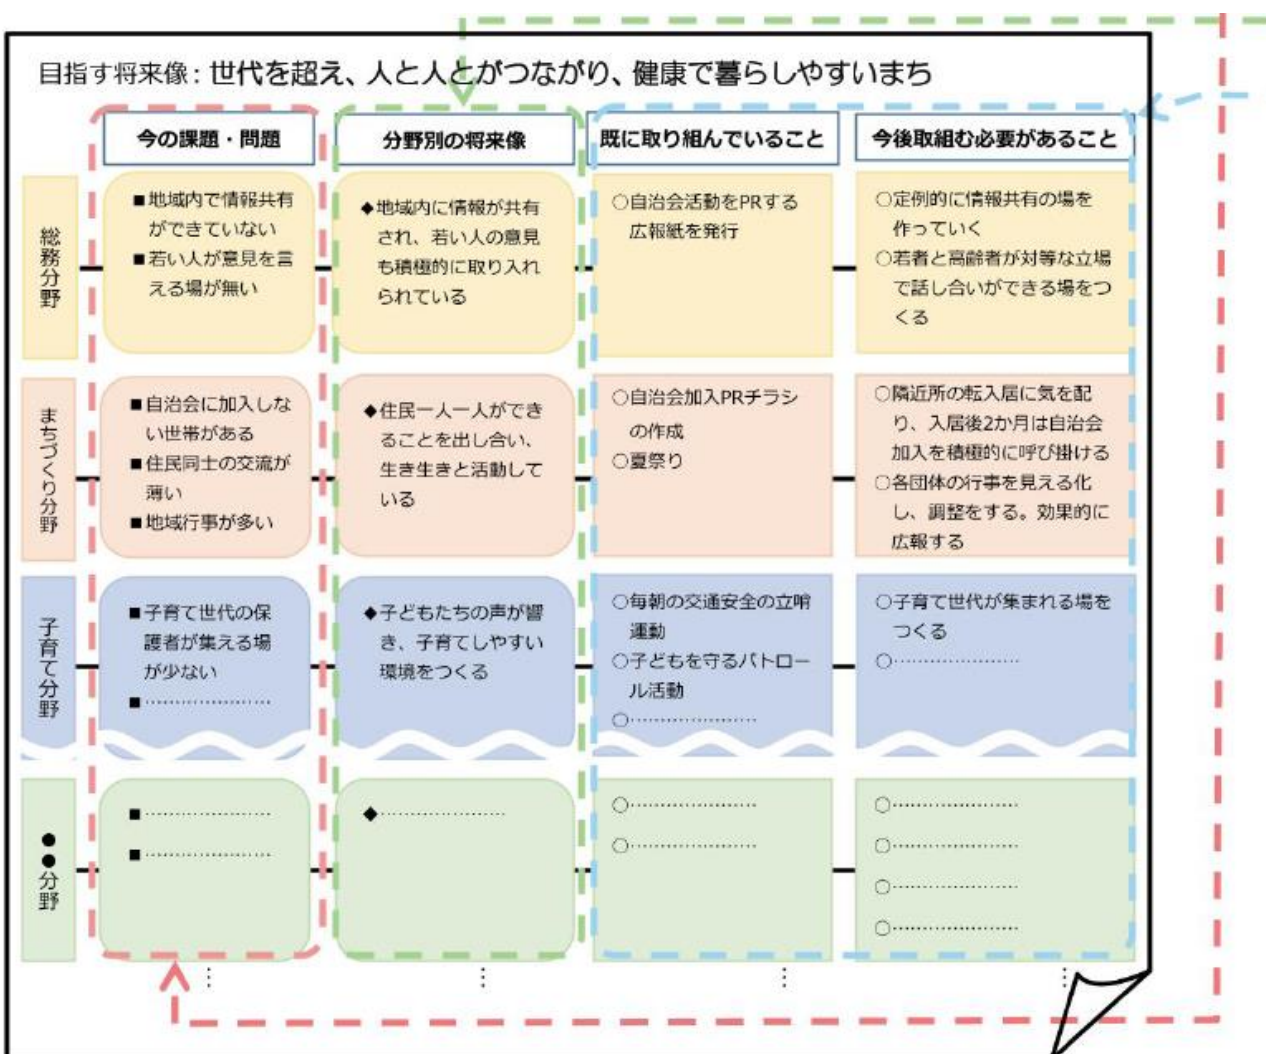 目指す将来像：世代を超え、人と人とがつながり、健康で暮らしやすいまち
今の課題・問題
分野別の将来像
既に取り組んでいること
今後取組む必要があること
総務分野
■地域内で情報共有
ができていない
■若い人が意見を言
える場が無い
◆地域内に情報が共有
され、若い人の意見
も積極的に取り入れ
られている
○自治会活動をPRする
広報紙を発行
○定例的に情報共有の場を
作っていく
○若者と高齢者が対等な立場
で話し合いができる場をつ
くる
まちづくり分野
■自治会に加入しな
い世帯がある
■住民同士の交流が
薄い
■地域行事が多い
◆住民一人一人ができ
ることを出し合い、
生き生きと活動して
いる
○自治会加入PRチラシ
の作成
○夏祭り
○隣近所の転入居に気を配
り、入居後2か月は自治会
加入を積極的に呼び掛ける
○各団体の行事を見える化
し、調整をする。効果的に
広報する
子育て分野
■子育て世代の保
護者が集える場
が少ない
■…………………
◆子どもたちの声が響
き、子育てしやすい
環境をつくる
○毎朝の交通安全の立哨
運動
○子どもを守るパトロー
ル活動
○…………………
○子育て世代が集まれる場を
つくる
○…………………
●●分野
■…………………
■…………………
◆…………………
○…………………
○…………………
○…………………
○…………………
○…………………
○…………………